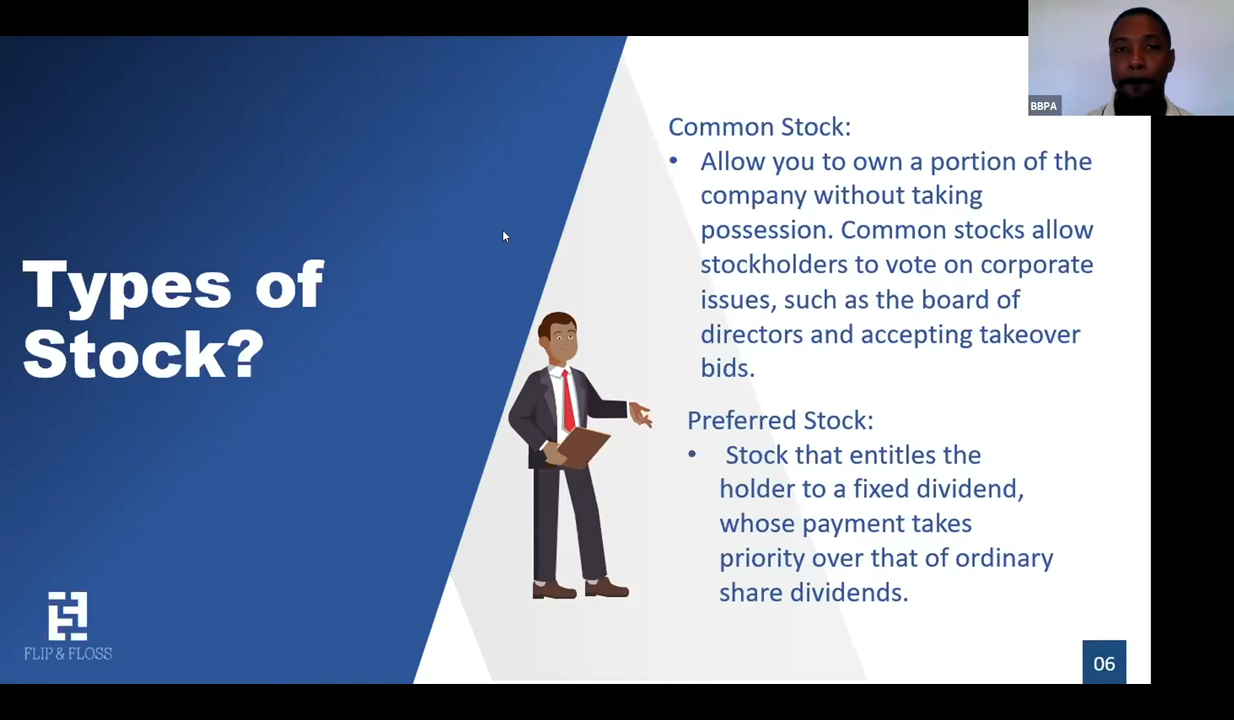 BBPA
Types of
Stock?
Common Stock:
• Allow you to own a portion of the
company without taking
possession. Common stocks allow
stockholders to vote on corporate
issues, such as the board of
directors and accepting takeover
bids.
Preferred Stock:
• Stock that entitles the
holder to a fixed dividend,
whose payment takes
priority over that of ordinary
share dividends.
FLIP & FLOSS
06